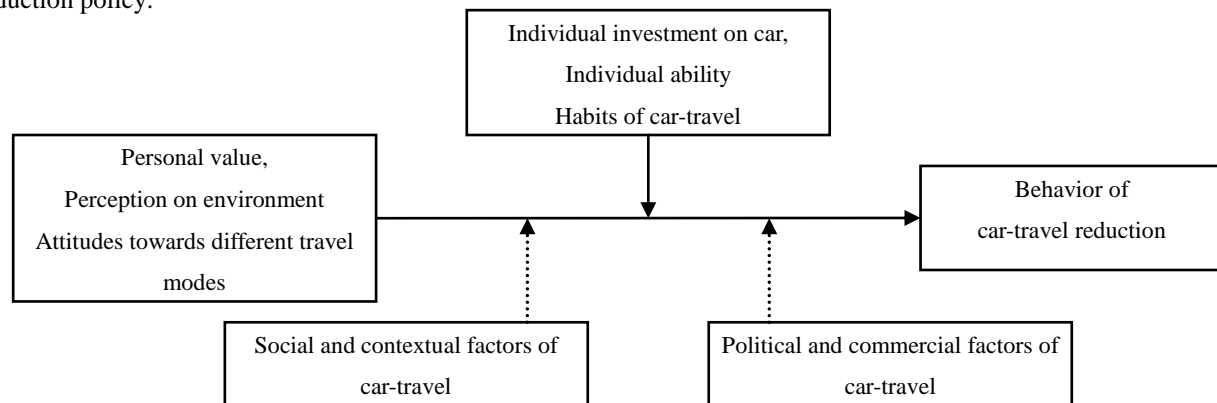 duction policy.
Individual investment on car,
Individual ability
Habits of car-travel
Personal value,
Perception on environment
Attitudes towards different travel
modes
Behavior of
car-travel reduction
Social and contextual factors of
car-travel
Political and commercial factors of
car-travel